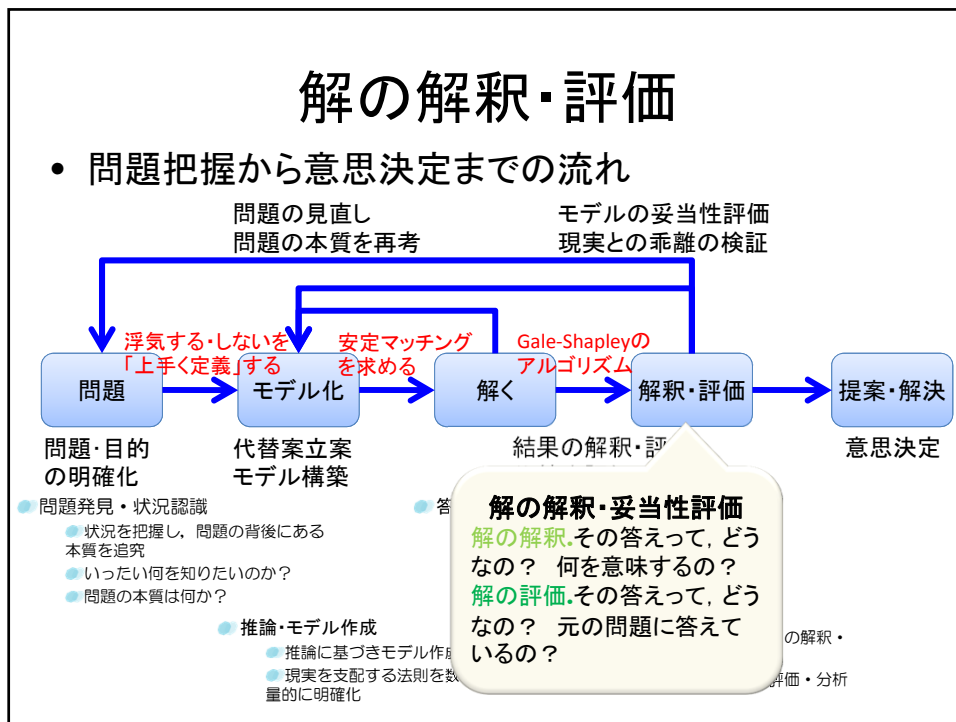 解の解釈・評価
• 問題把握から意思決定までの流れ
問題の見直し
問題の本質を再考
モデルの妥当性評価
現実との乖離の検証
浮気する・しないを
「上手く定義」する
安定マッチング
を求める
Gale-Shapleyの
アルゴリズム
問題
モデル化
解く
解釈・評価
提案・解決
問題・目的
の明確化
代替案立案
モデル構築
結果の解釈・評
意思決定
問題発見・状況認識
状況を把握し，問題の背後にある
本質を追究
いったい何を知りたいのか？
問題の本質は何か？
答
推論・モデル作成
推論に基づきモデル作成
現実を支配する法則を数
量的に明確化
解の解釈・妥当性評価
解の解釈.その答えって，どう
なの？　何を意味するの？
解の評価.その答えって，どう
なの？　元の問題に答えて
いるの？
の解釈・
評価・分析